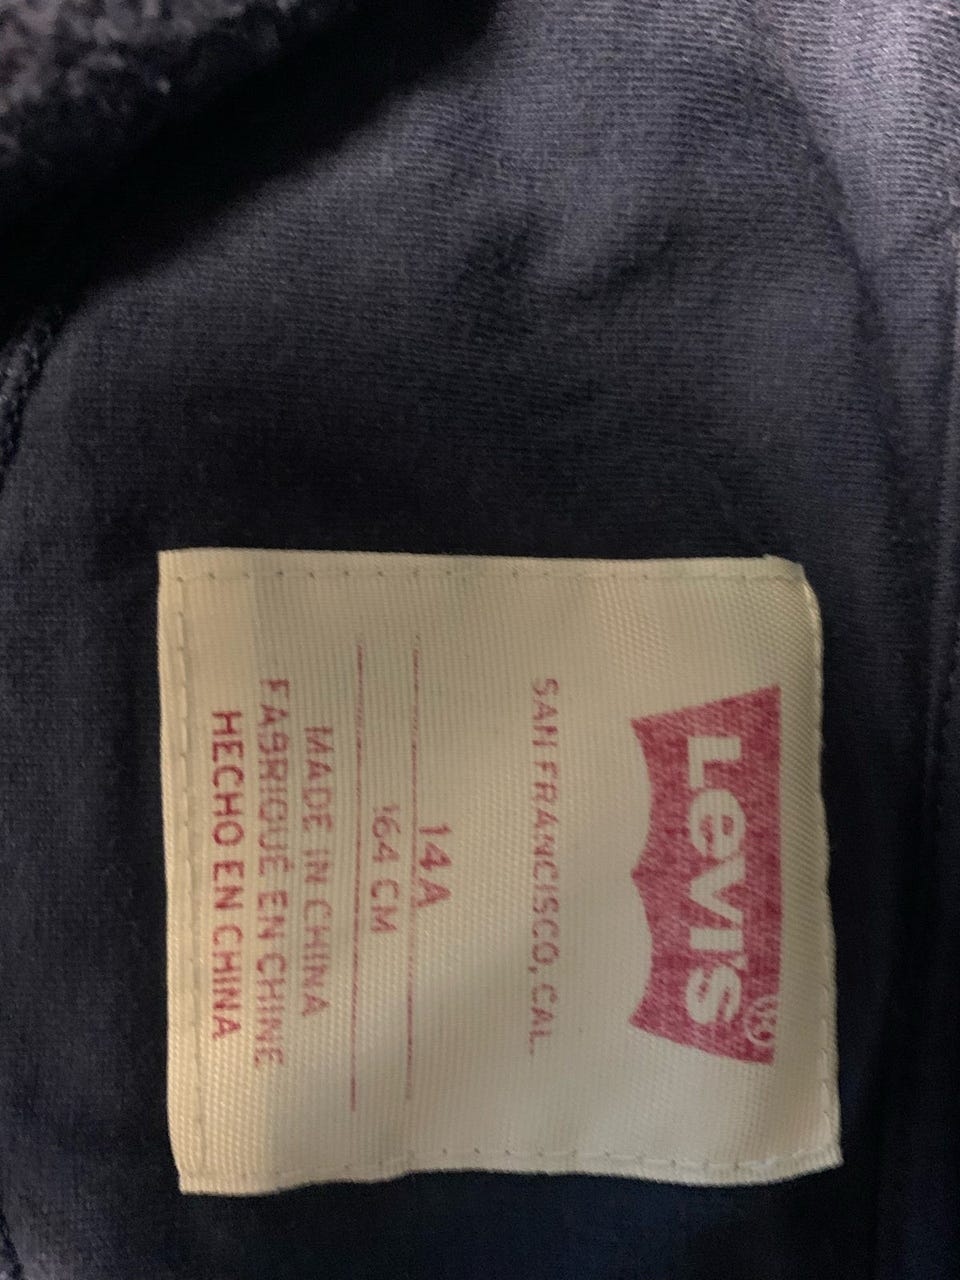 Levi's®
SAN FRANCISCO, CAL.
14A
164 CM
MADE IN CHINA
FABRIQUÉ EN CHINE
HECHO EN CHINA